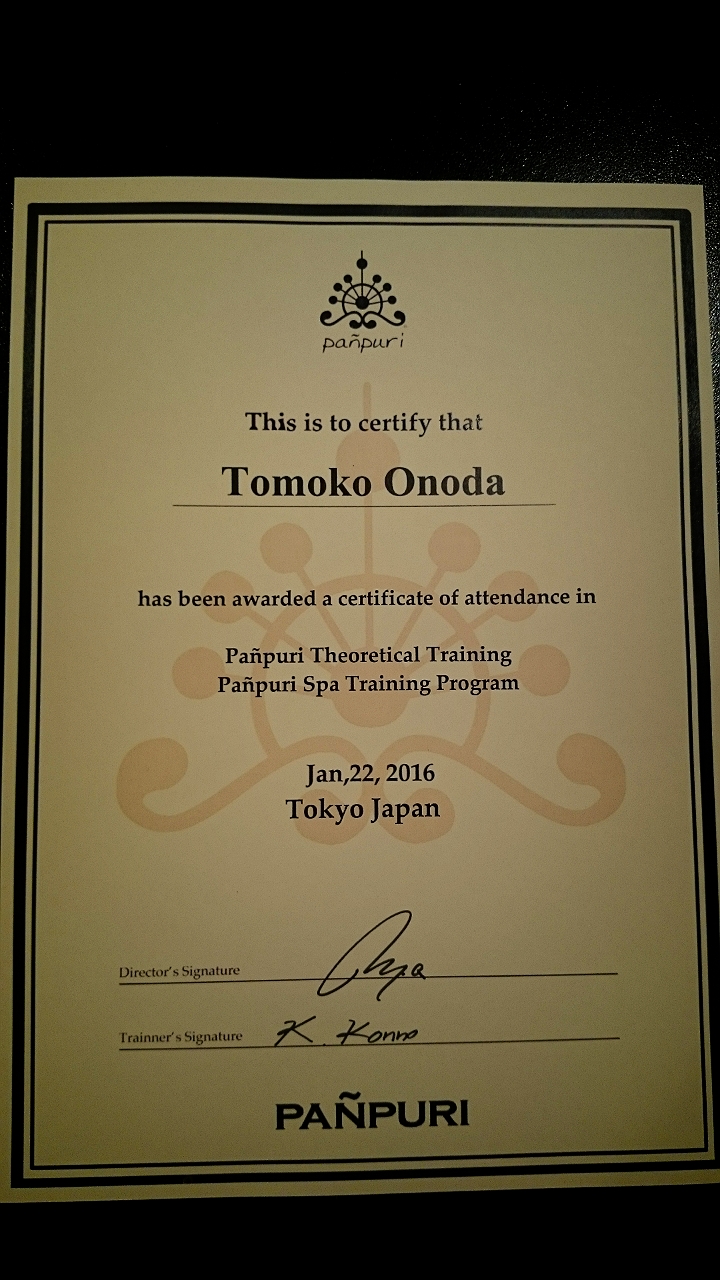 pañpuri
This is to certify that
Tomoko Onoda
has been awarded a certificate of attendance in
Pañpuri Theoretical Training
Pañpuri Spa Training Program
Jan,22, 2016
Tokyo Japan
Director's Signature
Trainner's Signature K. Konno
PAÑPURI